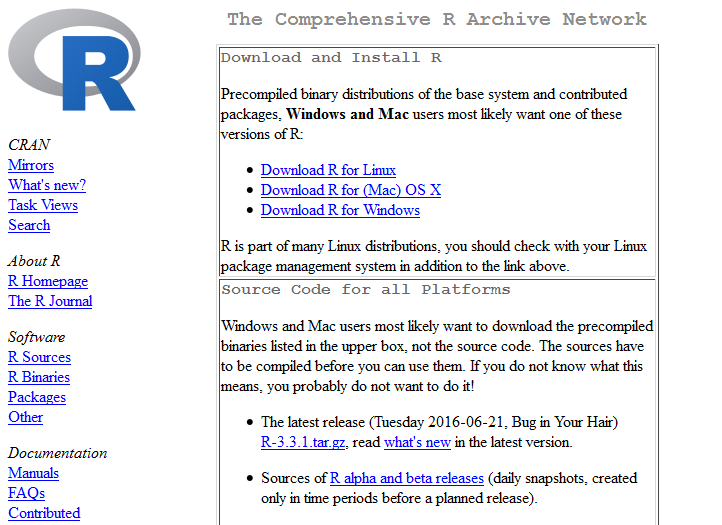 R
CRAN
Mirrors
What's new?
Task Views
Search
About R
R Homepage
The R Journal
Software
R Sources
R Binaries
Packages
Other
Documentation
Manuals
FAQs
Contributed
The Comprehensive R Archive Network
Download and Install R
Precompiled binary distributions of the base system and contributed
packages, Windows and Mac users most likely want one of these
versions of R:
Download R for Linux
Download R for (Mac) OS X
Download R for Windows
R is part of many Linux distributions, you should check with your Linux
package management system in addition to the link above.
Source Code for all Platforms
Windows and Mac users most likely want to download the precompiled
binaries listed in the upper box, not the source code. The sources have
to be compiled before you can use them. If you do not know what this
means, you probably do not want to do it!
The latest release (Tuesday 2016-06-21, Bug in Your Hair)
R-3.3.1.tar.gz, read what's new in the latest version.
Sources of R alpha and beta releases (daily snapshots, created
only in time periods before a planned release).